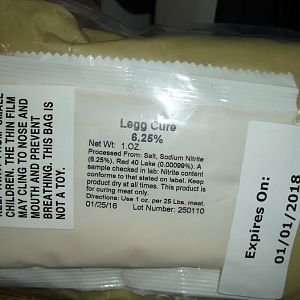 Legg Cure
6.25%
Net Wt: 1.OZ.
Processed From: Salt, Sodium Nitrite
(6.25%), Red 40 Lake (0.00099%). A
sample checked in lab: Nitrite content
conforms to that stated on label. Keep
product dry at all times. This product is
for curing meat only.
Directions: Use 1 oz. per 25 Lbs. meat.
01/25/16 Lot Number: 250110
CHILDREN.
MAY CLING TO NOSE AND
MOUTH AND PREVENT
BREATHING. THIS BAG IS
NOT A TOY.
Expires On:
01/01/2018